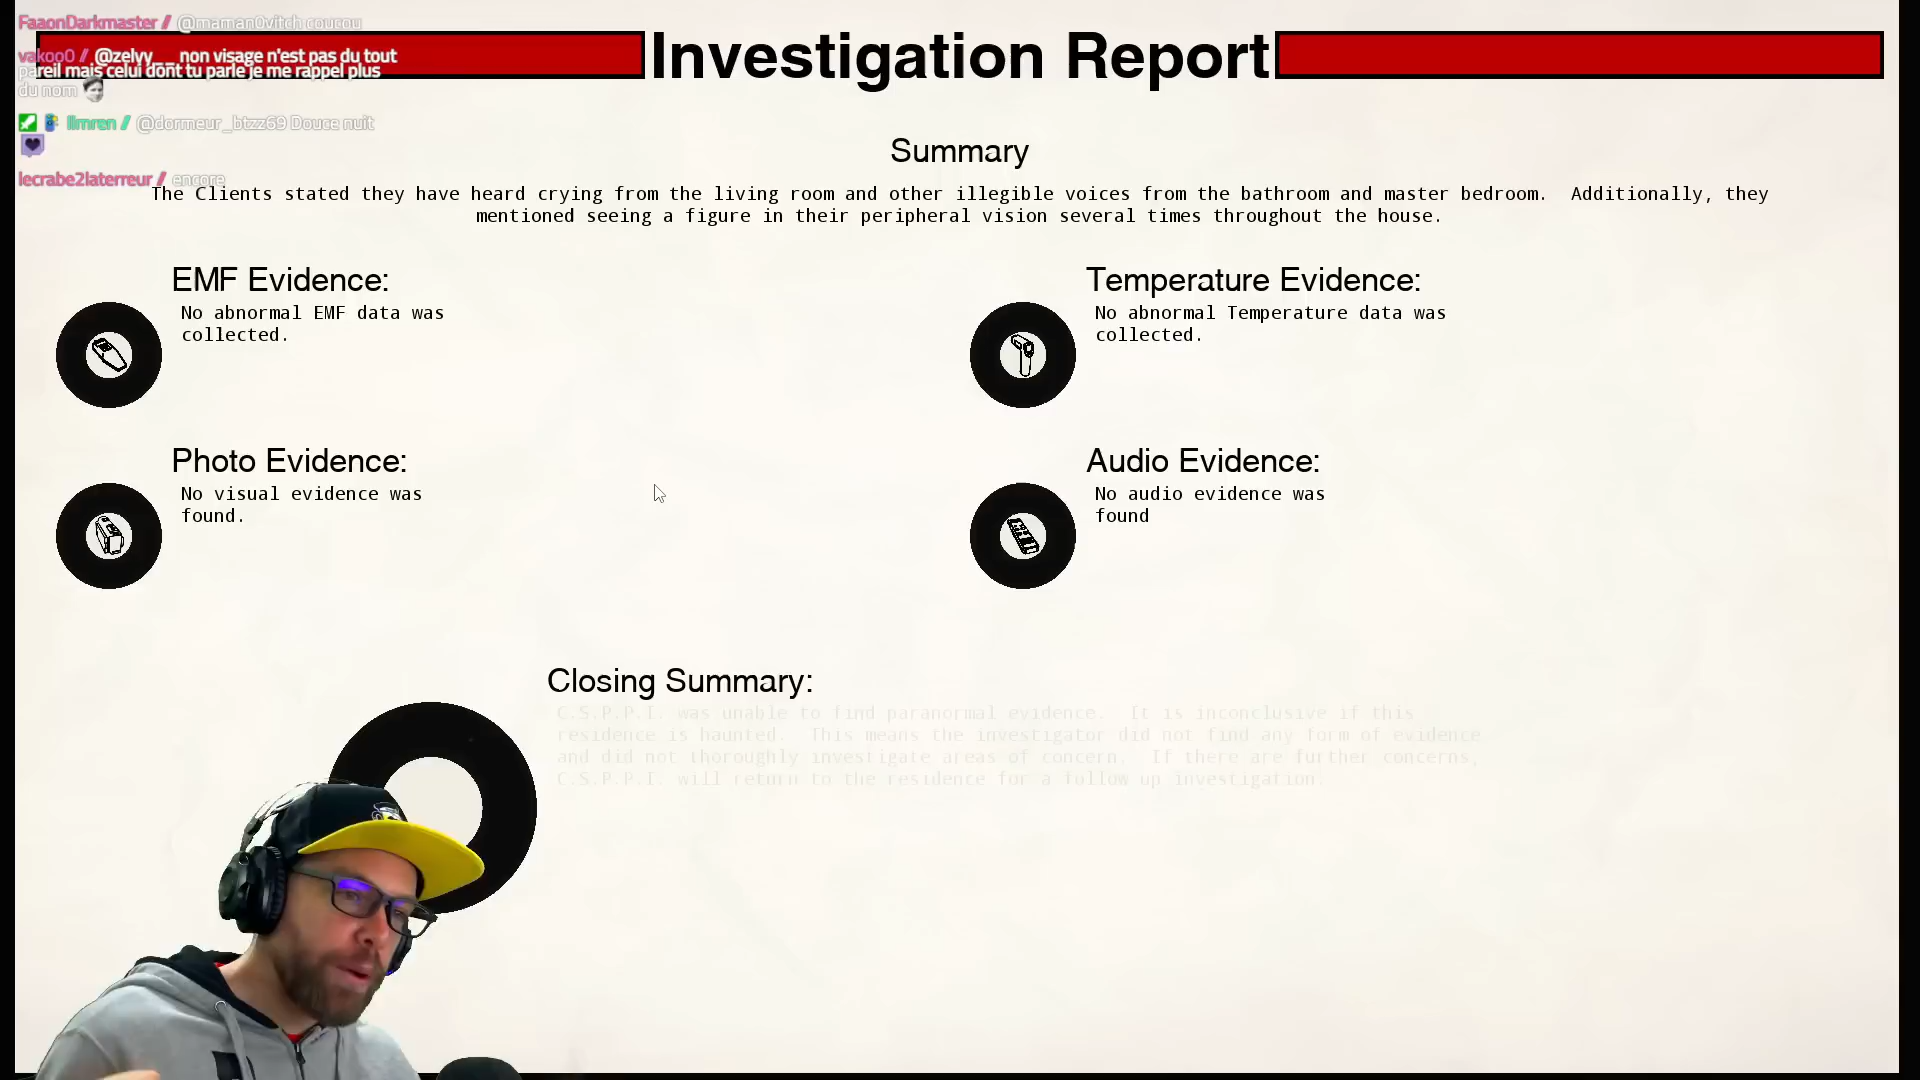 FaaonDarkmaster / @maman0vitch coucou
vakoo0 / @zelyy__ non visage n'est pas du tout
pareil mais celui dont tu parle je me rappel plus
du nom
llmren / @dormeur_btzz69 Douce nuit
lecrabe2laterreur / encore
Investigation Report
Summary
The Clients stated they have heard crying from the living room and other illegible voices from the bathroom and master bedroom. Additionally, they
mentioned seeing a figure in their peripheral vision several times throughout the house.
EMF Evidence:
No abnormal EMF data was
collected.
Temperature Evidence:
No abnormal Temperature data was
collected.
Photo Evidence:
No visual evidence was
found.
Audio Evidence:
No audio evidence was
found
Closing Summary:
C.S.P.P.I. was unable to find paranormal evidence. It is inconclusive if this
residence is haunted. This means the investigator did not find any form of evidence
and did not thoroughly investigate areas of concern. If there are further concerns,
C.S.P.P.I. will return to the residence for a follow up investigation.